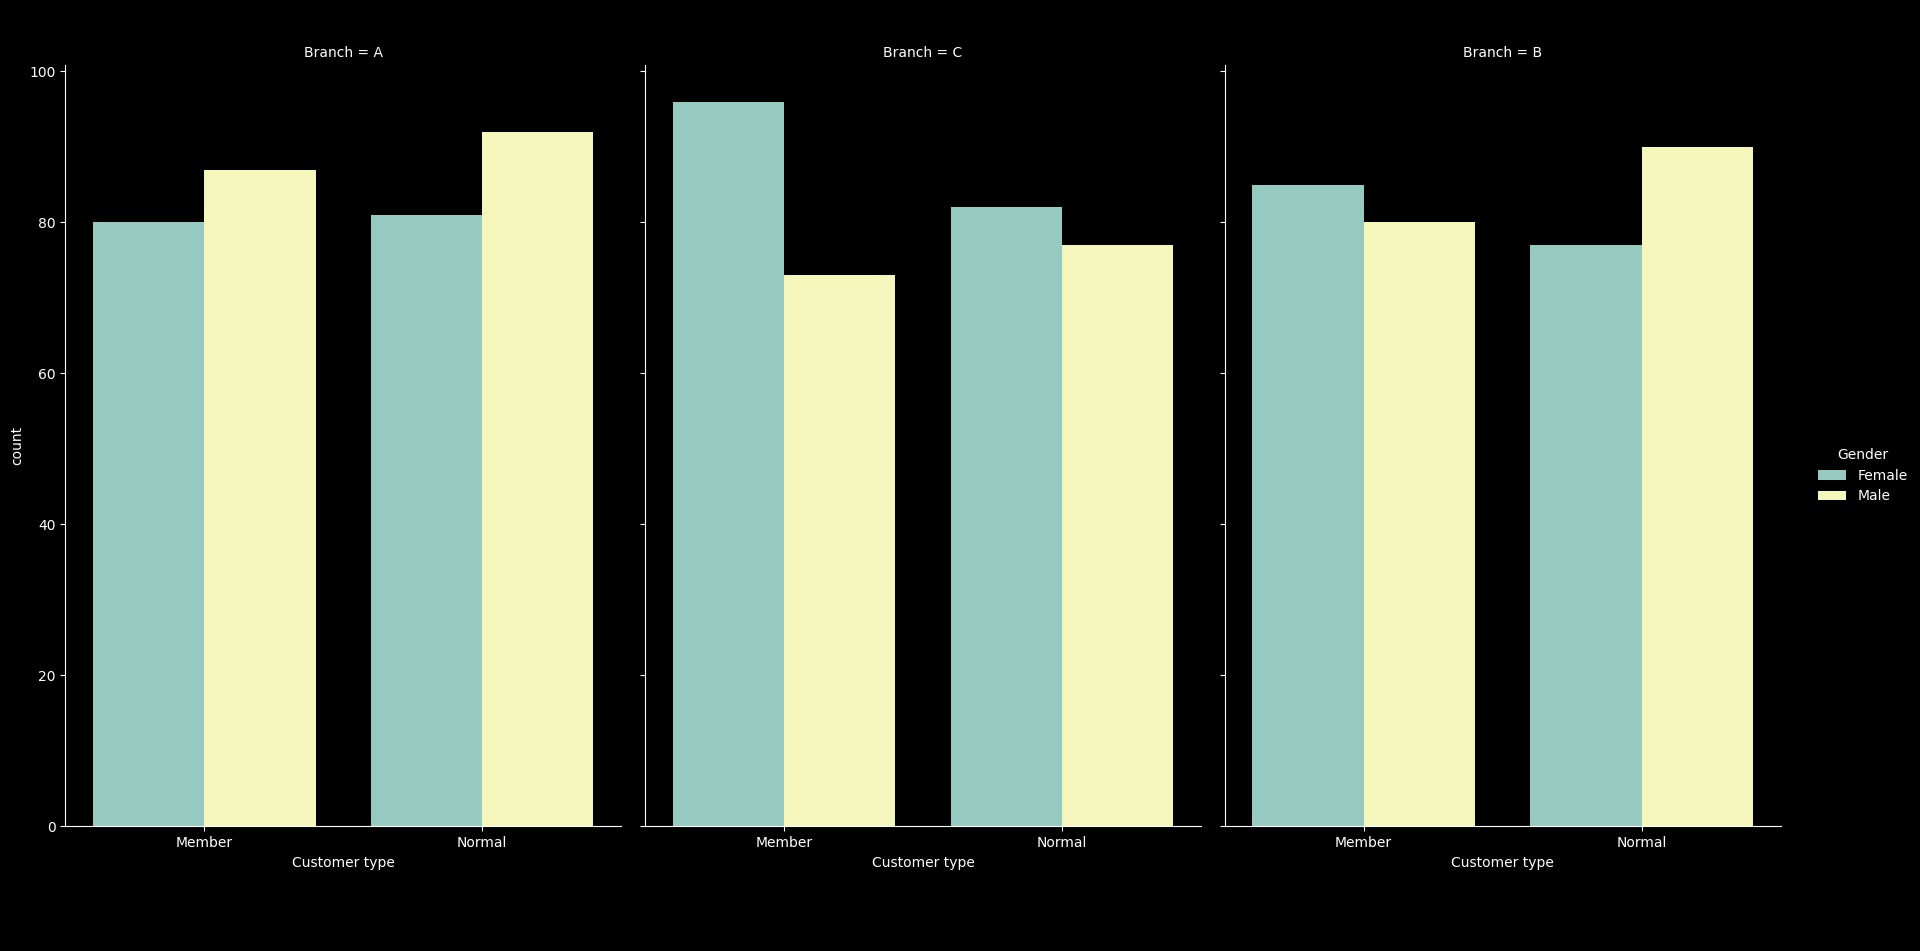 Branch = A
Branch = C
Branch = B
100
80
60
40
20
0
count
Member
Normal
Customer type
Member
Normal
Customer type
Member
Normal
Customer type
Gender
Female
Male